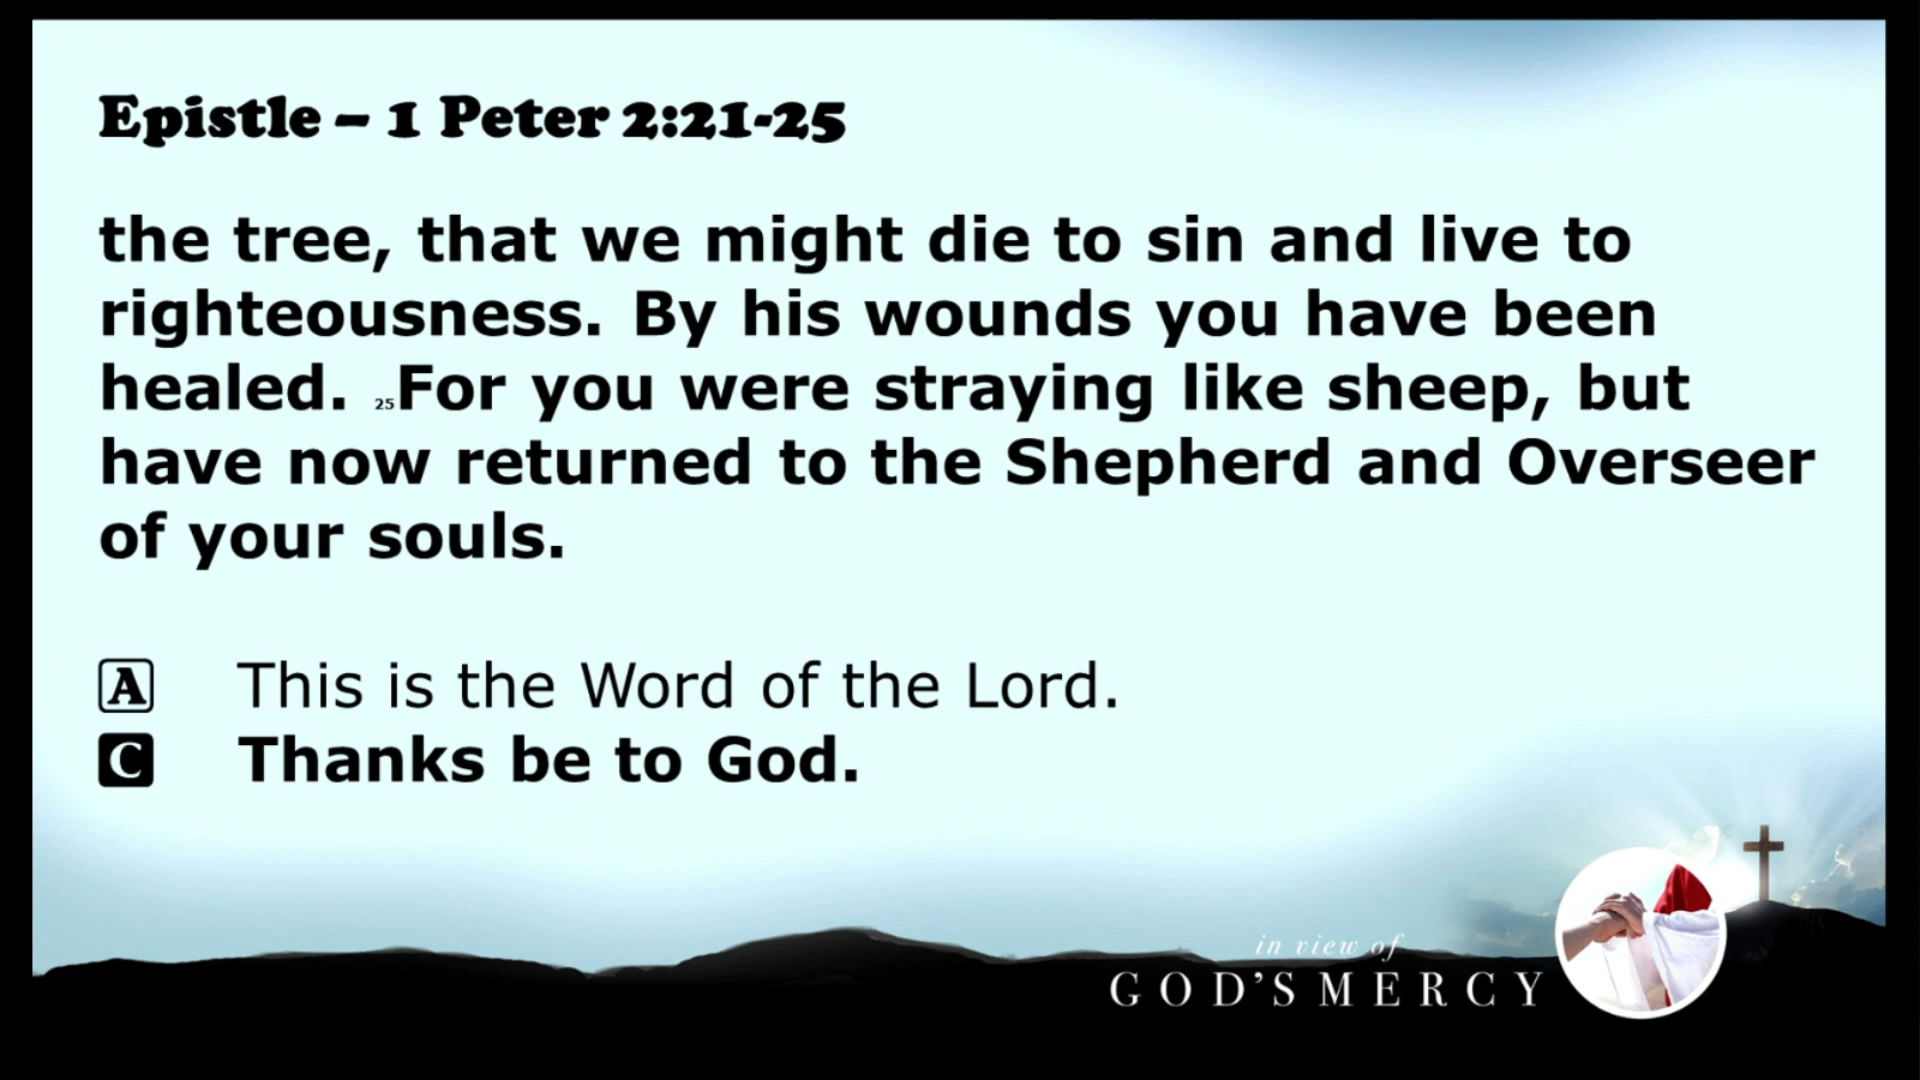 Epistle – 1 Peter 2:21-25
the tree, that we might die to sin and live to
righteousness. By his wounds you have been
healed. 25For you were straying like sheep, but
have now returned to the Shepherd and Overseer
of your souls.
A This is the Word of the Lord.
C Thanks be to God.
in view of
GOD'S MERCY